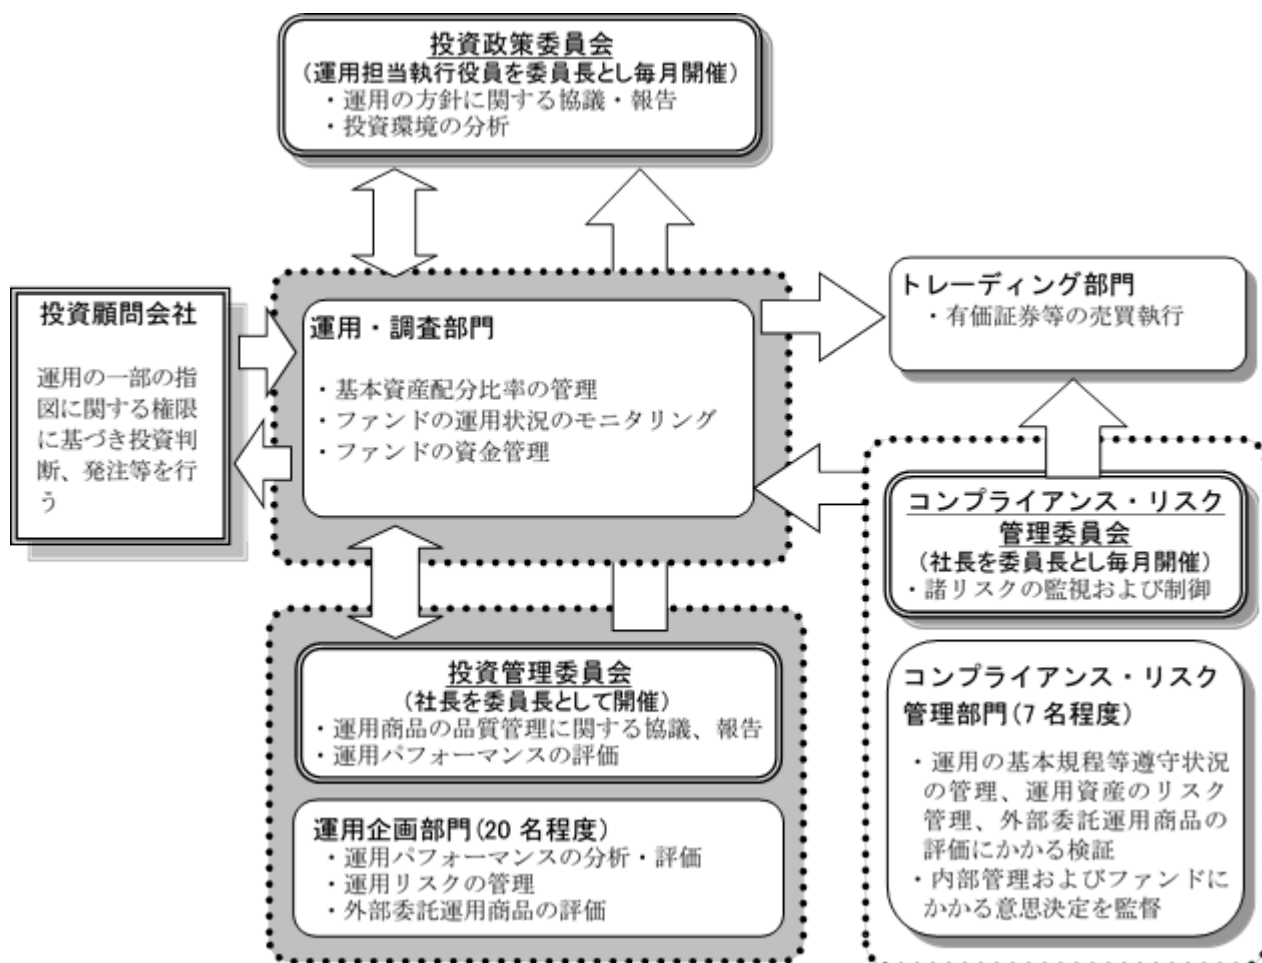 投資政策委員会
(運用担当執行役員を委員長とし毎月開催)
・運用の方針に関する協議・報告
・投資環境の分析
投資顧問会社
運用の一部の指
図に関する権限
に基づき投資判
断、発注等を行
う
運用・調査部門
・基本資産配分比率の管理
・ファンドの運用状況のモニタリング
・ファンドの資金管理
トレーディング部門
・有価証券等の売買執行
コンプライアンス・リスク
管理委員会
(社長を委員長とし毎月開催)
・諸リスクの監視および制御
投資管理委員会
(社長を委員長として開催)
・運用商品の品質管理に関する協議、報告
・運用パフォーマンスの評価
運用企画部門(20 名程度)
・運用パフォーマンスの分析・評価
・運用リスクの管理
・外部委託運用商品の評価
コンプライアンス・リスク
管理部門(7 名程度)
・運用の基本規程等遵守状況
の管理、運用資産のリスク
管理、外部委託運用商品の
評価にかかる検証
・内部管理およびファンドに
かかる意思決定を監督